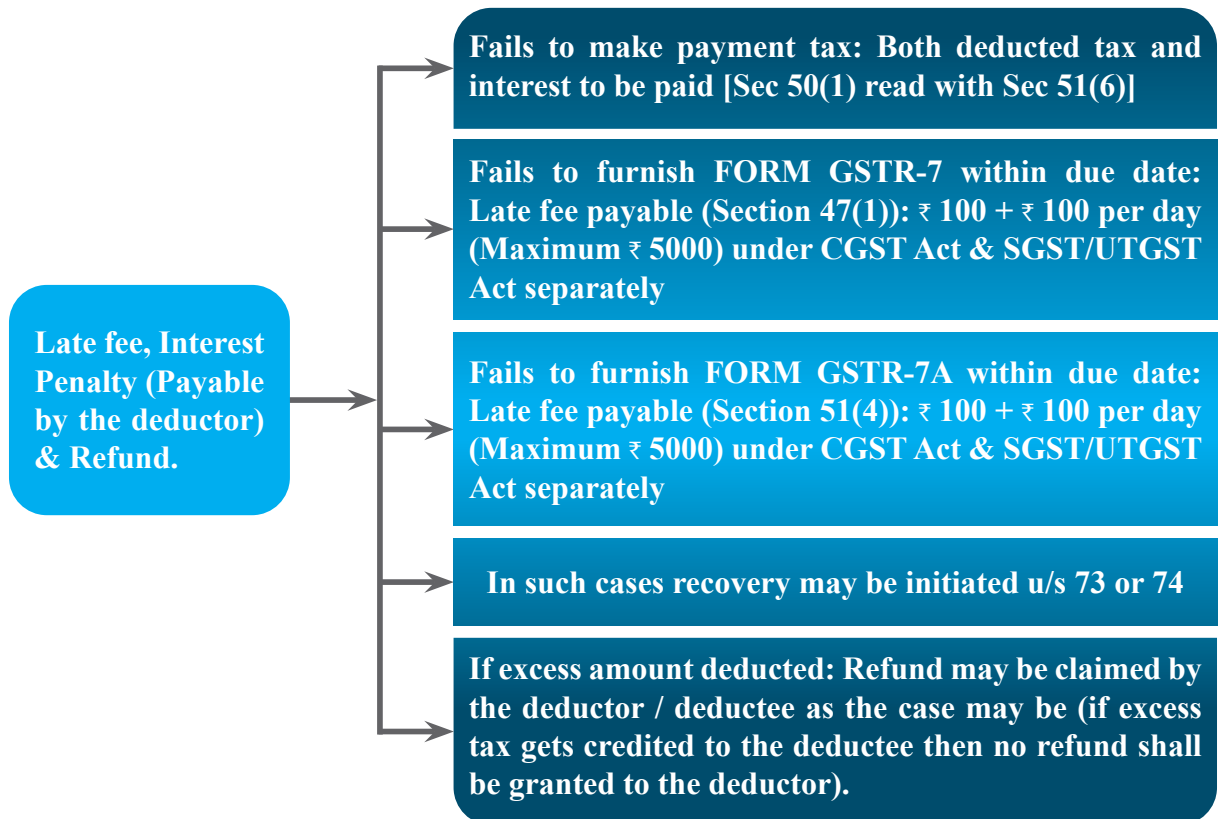 Late fee, Interest
Penalty (Payable
by the deductor)
& Refund.
Fails to make payment tax: Both deducted tax and
interest to be paid [Sec 50(1) read with Sec 51(6)]
Fails to furnish FORM GSTR-7 within due date:
Late fee payable (Section 47(1)): ₹ 100 + ₹ 100 per day
(Maximum ₹ 5000) under CGST Act & SGST/UTGST
Act separately
Fails to furnish FORM GSTR-7A within due date:
Late fee payable (Section 51(4)): ₹ 100 + ₹ 100 per day
(Maximum ₹ 5000) under CGST Act & SGST/UTGST
Act separately
In such cases recovery may be initiated u/s 73 or 74
If excess amount deducted: Refund may be claimed by
the deductor / deductee as the case may be (if excess
tax gets credited to the deductee then no refund shall
be granted to the deductor).